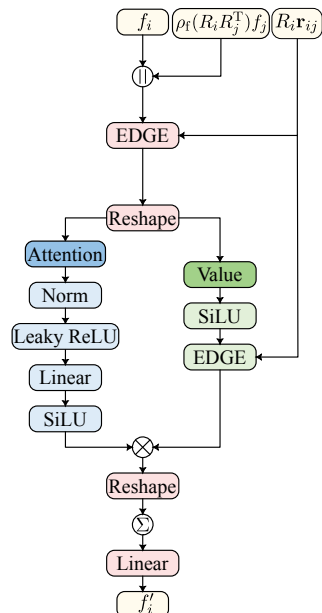 f_i ρ_f(R_i R_j^T) f_j R_i r_ij
||
EDGE
Reshape
Attention
Value
Norm
SiLU
Leaky ReLU
EDGE
Linear
SiLU
⊗
Reshape
Σ
Linear
f'_i